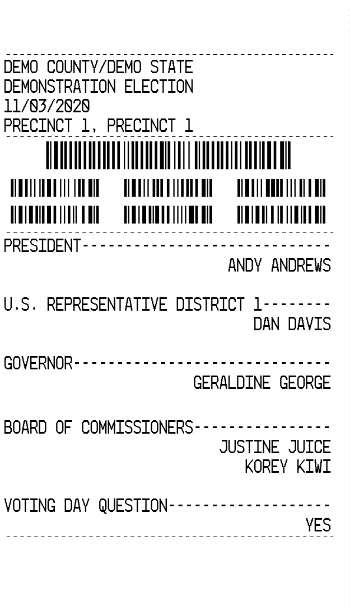 DEMO COUNTY/DEMO STATE
DEMONSTRATION ELECTION
11/03/2020
PRECINCT 1, PRECINCT 1
PRESIDENT-----------------------------
ANDY ANDREWS
U.S. REPRESENTATIVE DISTRICT 1--------
DAN DAVIS
GOVERNOR------------------------------
GERALDINE GEORGE
BOARD OF COMMISSIONERS----------------
JUSTINE JUICE
KOREY KIWI
VOTING DAY QUESTION-------------------
YES